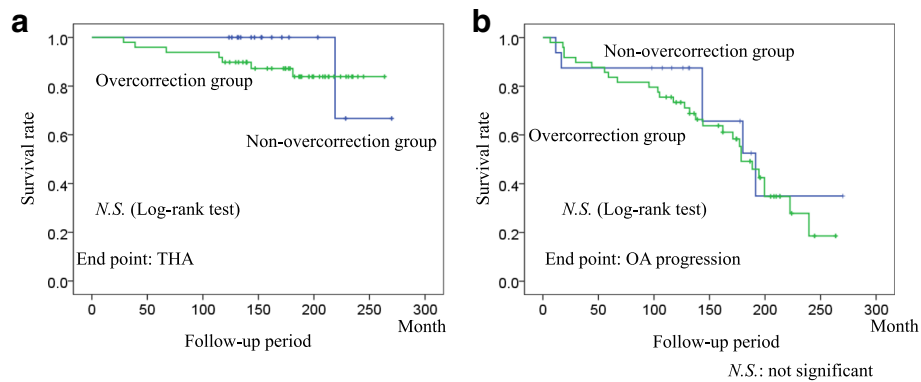 a
1.0
0.8
0.6
0.4
0.2
0.0
Survival rate
Overcorrection group
Non-overcorrection group
N.S. (Log-rank test)
End point: THA
0 50 100 150 200 250 300
Month
Follow-up period
b
1.0
0.8
0.6
0.4
0.2
0.0
Survival rate
Non-overcorrection group
Overcorrection group
N.S. (Log-rank test)
End point: OA progression
0 50 100 150 200 250 300
Month
Follow-up period
N.S.: not significant